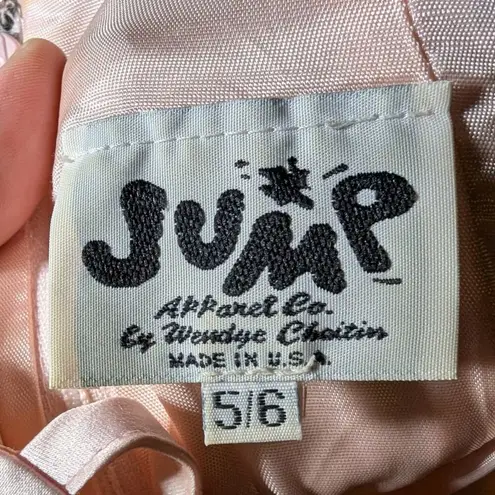 JUMP
Apparel Co.
By Wendye Chaitin
MADE IN U.S.A.
5/6